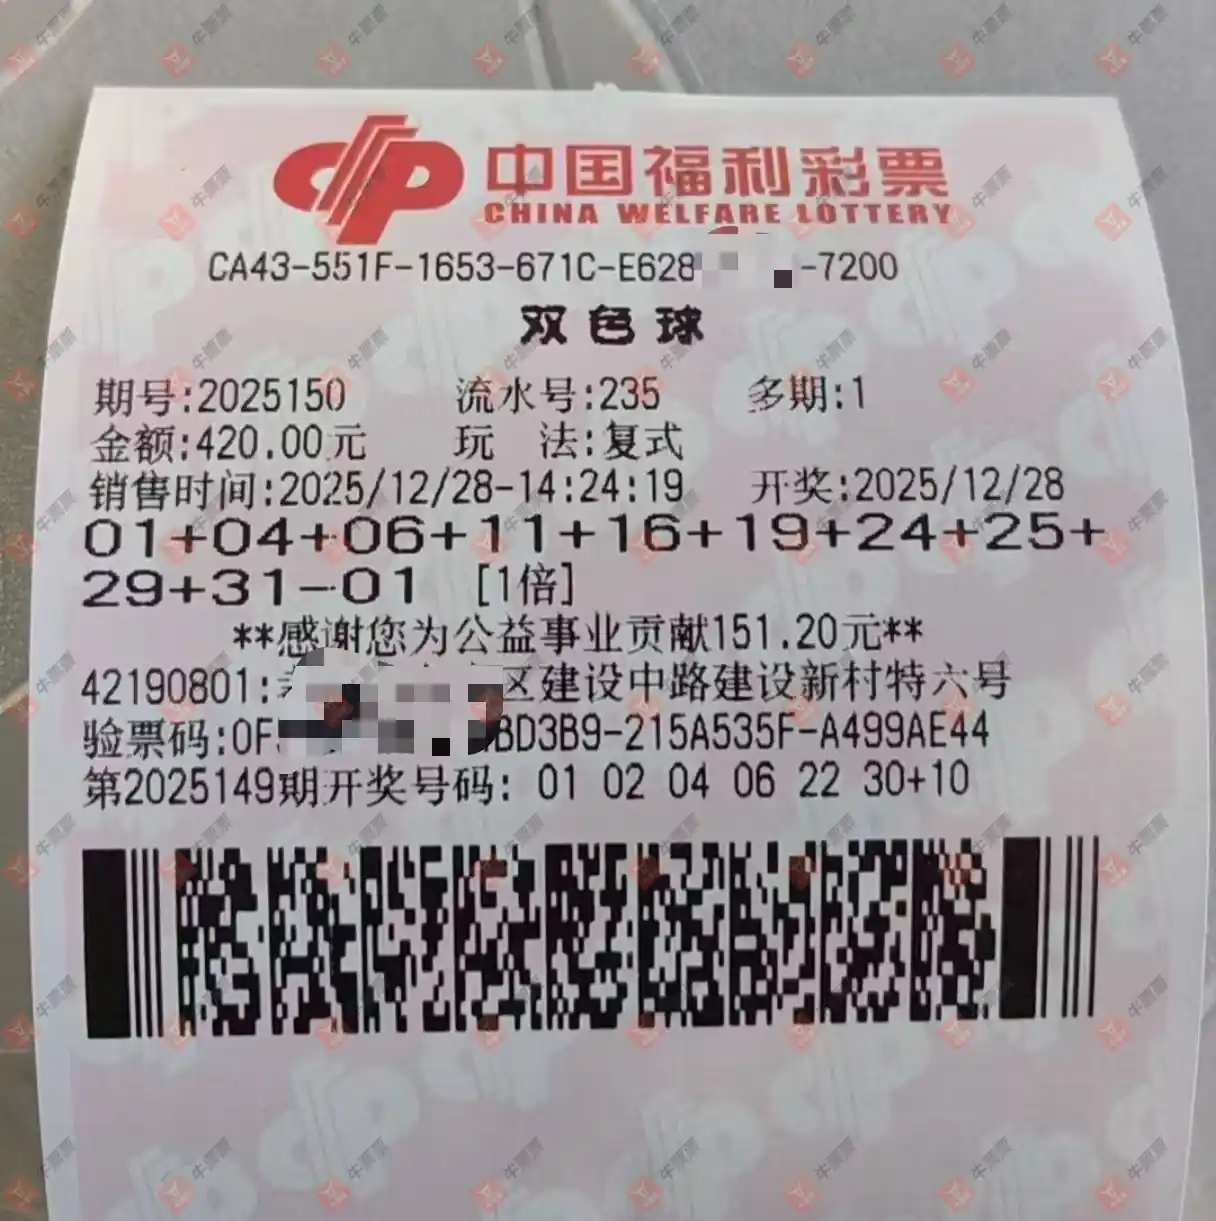 中国福利彩票
CHINA WELFARE LOTTERY
CA43-551F-1653-671C-E628 -7200
双色球
期号:2025150 流水号:235 多期:1
金额:420.00元 玩 法:复式
销售时间:2025/12/28-14:24:19 开奖:2025/12/28
01+04+06+11+16+19+24+25+
29+31-01 [1倍]
**感谢您为公益事业贡献151.20元**
42190801: 区建设中路建设新村特六号
验票码:0F BD3B9-215A535F-A499AE44
第2025149期开奖号码: 01 02 04 06 22 30+10
牛票票